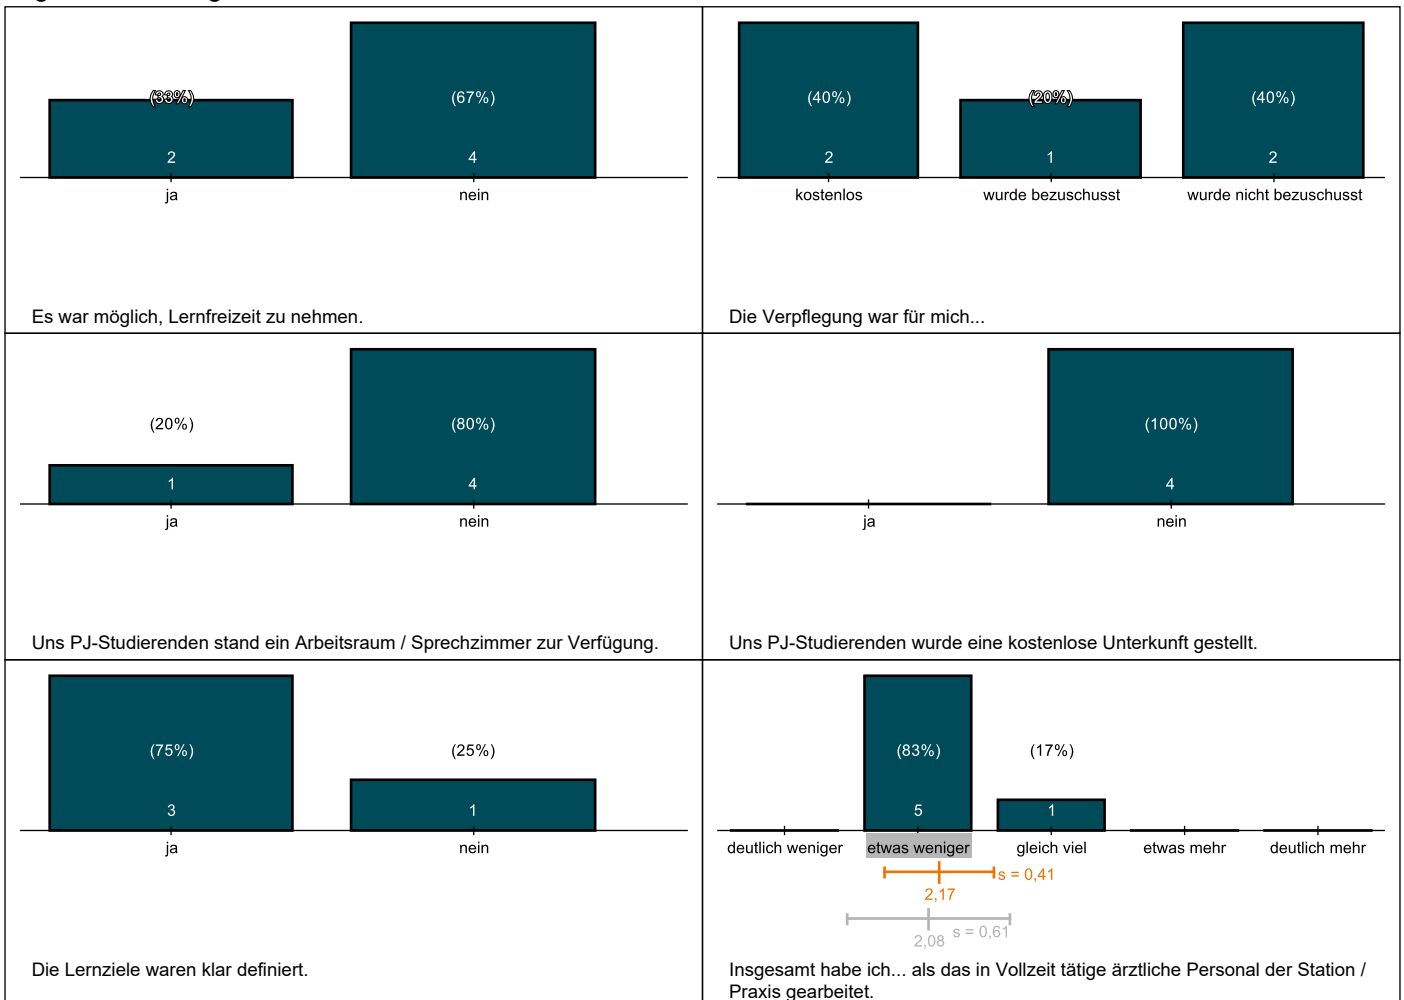 (33%)
(67%)
2
4
ja
nein
Es war möglich, Lernfreizeit zu nehmen.
(40%)
(20%)
(40%)
2
1
2
kostenlos
wurde bezuschusst
wurde nicht bezuschusst
Die Verpflegung war für mich...
(20%)
(80%)
1
4
ja
nein
Uns PJ-Studierenden stand ein Arbeitsraum / Sprechzimmer zur Verfügung.
(100%)
4
ja
nein
Uns PJ-Studierenden wurde eine kostenlose Unterkunft gestellt.
(75%)
(25%)
3
1
ja
nein
Die Lernziele waren klar definiert.
(83%)
(17%)
5
1
deutlich weniger
etwas weniger
gleich viel
etwas mehr
deutlich mehr
s = 0,41
2,17
s = 0,61
2,08
Insgesamt habe ich... als das in Vollzeit tätige ärztliche Personal der Station /
Praxis gearbeitet.